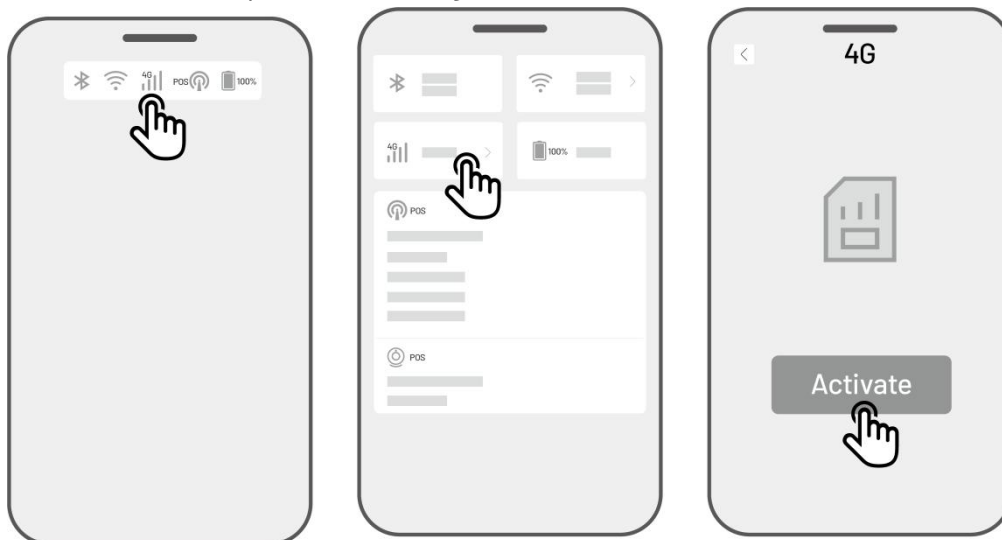 4G POS 100%
4G 100%
POS
POS
4G
Activate